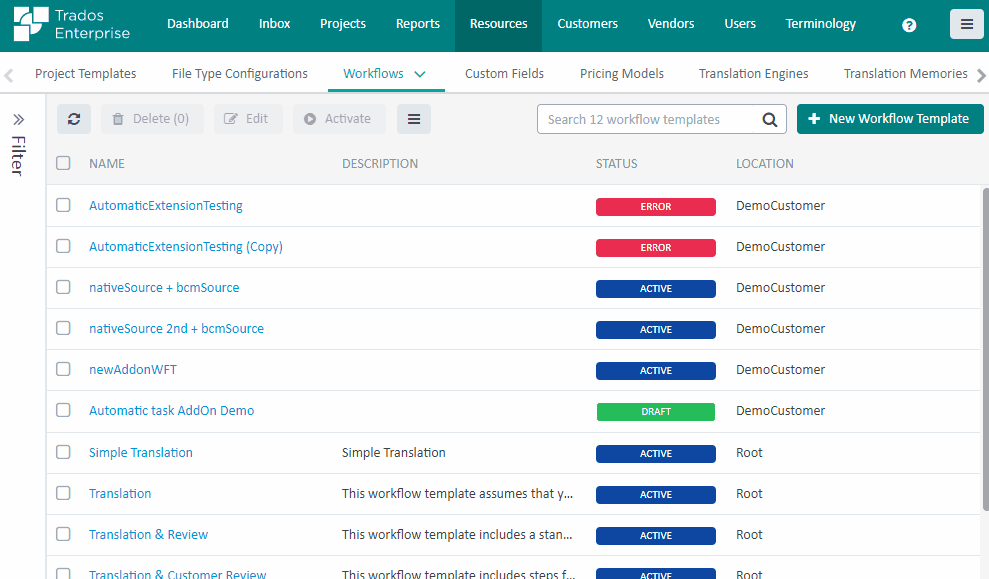 Trados
Enterprise
Dashboard Inbox Projects Reports Resources Customers Vendors Users Terminology ?
Project Templates File Type Configurations Workflows Custom Fields Pricing Models Translation Engines Translation Memories
Filter
Delete (0) Edit Activate Search 12 workflow templates + New Workflow Template
NAME DESCRIPTION STATUS LOCATION
AutomaticExtensionTesting ERROR DemoCustomer
AutomaticExtensionTesting (Copy) ERROR DemoCustomer
nativeSource + bcmSource ACTIVE DemoCustomer
nativeSource 2nd + bcmSource ACTIVE DemoCustomer
newAddonWFT ACTIVE DemoCustomer
Automatic task AddOn Demo DRAFT DemoCustomer
Simple Translation Simple Translation ACTIVE Root
Translation This workflow template assumes that y... ACTIVE Root
Translation & Review This workflow template includes a stan... ACTIVE Root
Translation & Customer Review This workflow template includes steps f... ACTIVE Root